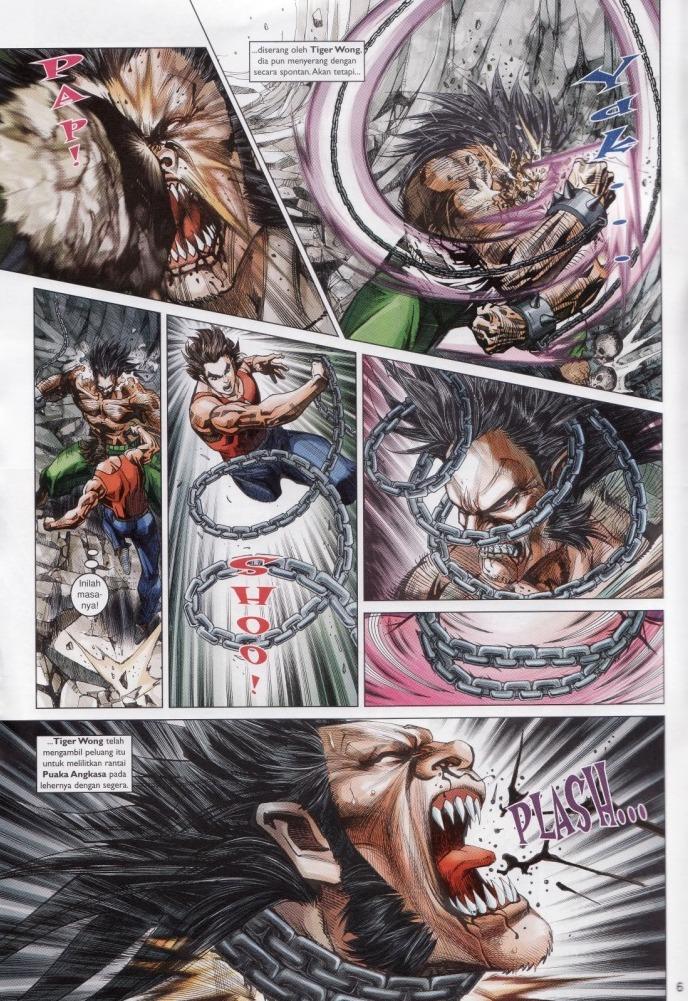 PAP!
...diserang oleh Tiger Wong,
dia pun menyerang dengan
secara spontan. Akan tetapi...
Yak....
Inilah
masa-
nya!
SHOO!
...Tiger Wong telah
mengambil peluang itu
untuk melilitkan rantai
Puaka Angkasa pada
lehernya dengan segera.
PLASH...
6